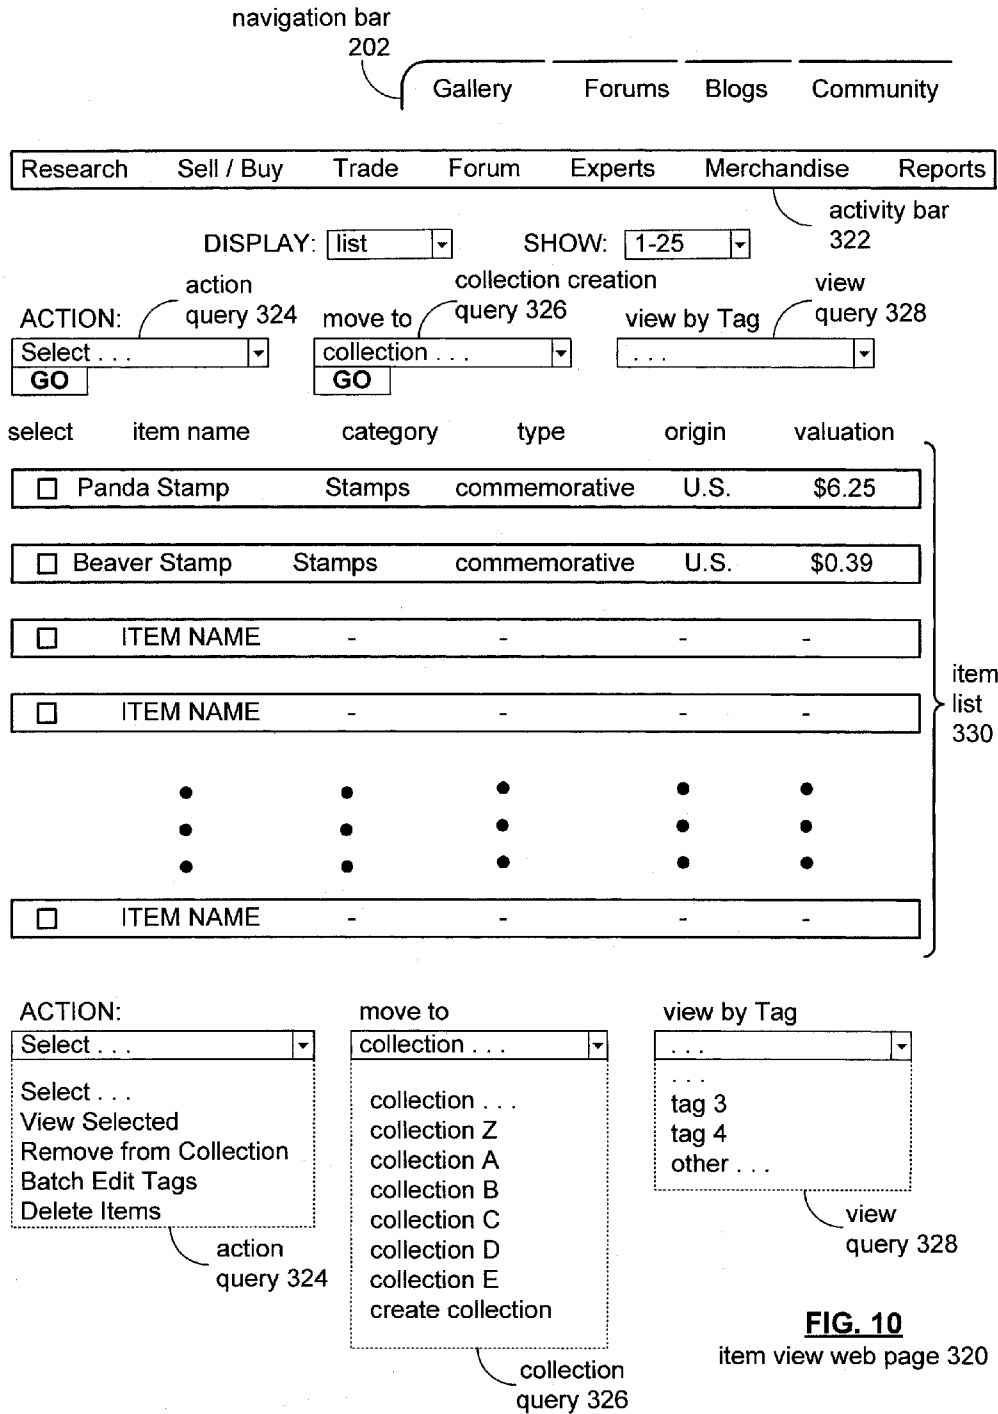 navigation bar
202
Gallery Forums Blogs Community
Research Sell / Buy Trade Forum Experts Merchandise Reports
activity bar
322
DISPLAY: list SHOW: 1-25
action
query 324
collection creation
query 326
view
query 328
ACTION: move to view by Tag
Select . . . collection . . . . . .
GO GO
select item name category type origin valuation
Panda Stamp Stamps commemorative U.S. $6.25
Beaver Stamp Stamps commemorative U.S. $0.39
ITEM NAME - - - -
ITEM NAME - - - -
item
list
330
ITEM NAME - - - -
ACTION: move to view by Tag
Select . . . collection . . . . . .
Select . . .
View Selected
Remove from Collection
Batch Edit Tags
Delete Items
action
query 324
collection . . .
collection Z
collection A
collection B
collection C
collection D
collection E
create collection
collection
query 326
. . .
tag 3
tag 4
other . . .
view
query 328
FIG. 10
item view web page 320